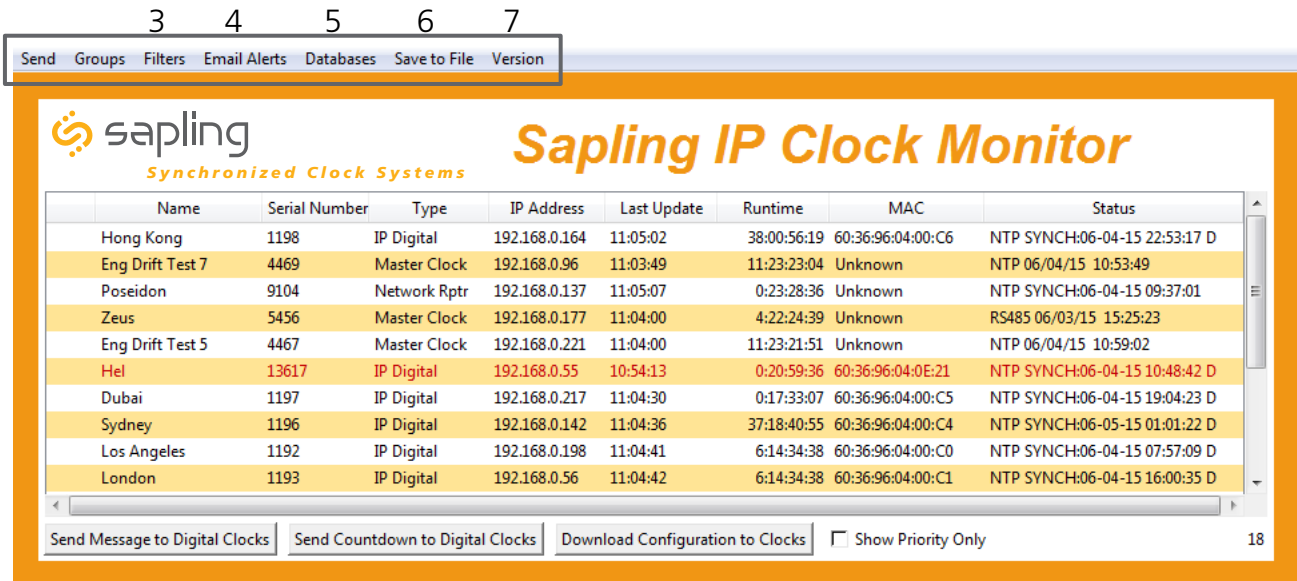 3 4 5 6 7
Send Groups Filters Email Alerts Databases Save to File Version
sapling
Synchronized Clock Systems
Sapling IP Clock Monitor
Name Serial Number Type IP Address Last Update Runtime MAC Status
Hong Kong 1198 IP Digital 192.168.0.164 11:05:02 38:00:56:19 60:36:96:04:00:C6 NTP SYNCH:06-04-15 22:53:17 D
Eng Drift Test 7 4469 Master Clock 192.168.0.96 11:03:49 11:23:23:04 Unknown NTP 06/04/15 10:53:49
Poseidon 9104 Network Rptr 192.168.0.137 11:05:07 0:23:28:36 Unknown NTP SYNCH:06-04-15 09:37:01
Zeus 5456 Master Clock 192.168.0.177 11:04:00 4:22:24:39 Unknown RS485 06/03/15 15:25:23
Eng Drift Test 5 4467 Master Clock 192.168.0.221 11:04:00 11:23:21:51 Unknown NTP 06/04/15 10:59:02
Hel 13617 IP Digital 192.168.0.55 10:54:13 0:20:59:36 60:36:96:04:0E:21 NTP SYNCH:06-04-15 10:48:42 D
Dubai 1197 IP Digital 192.168.0.217 11:04:30 0:17:33:07 60:36:96:04:00:C5 NTP SYNCH:06-04-15 19:04:23 D
Sydney 1196 IP Digital 192.168.0.142 11:04:36 37:18:40:55 60:36:96:04:00:C4 NTP SYNCH:06-05-15 01:01:22 D
Los Angeles 1192 IP Digital 192.168.0.198 11:04:41 6:14:34:38 60:36:96:04:00:C0 NTP SYNCH:06-04-15 07:57:09 D
London 1193 IP Digital 192.168.0.56 11:04:42 6:14:34:38 60:36:96:04:00:C1 NTP SYNCH:06-04-15 16:00:35 D
Send Message to Digital Clocks Send Countdown to Digital Clocks Download Configuration to Clocks Show Priority Only 18